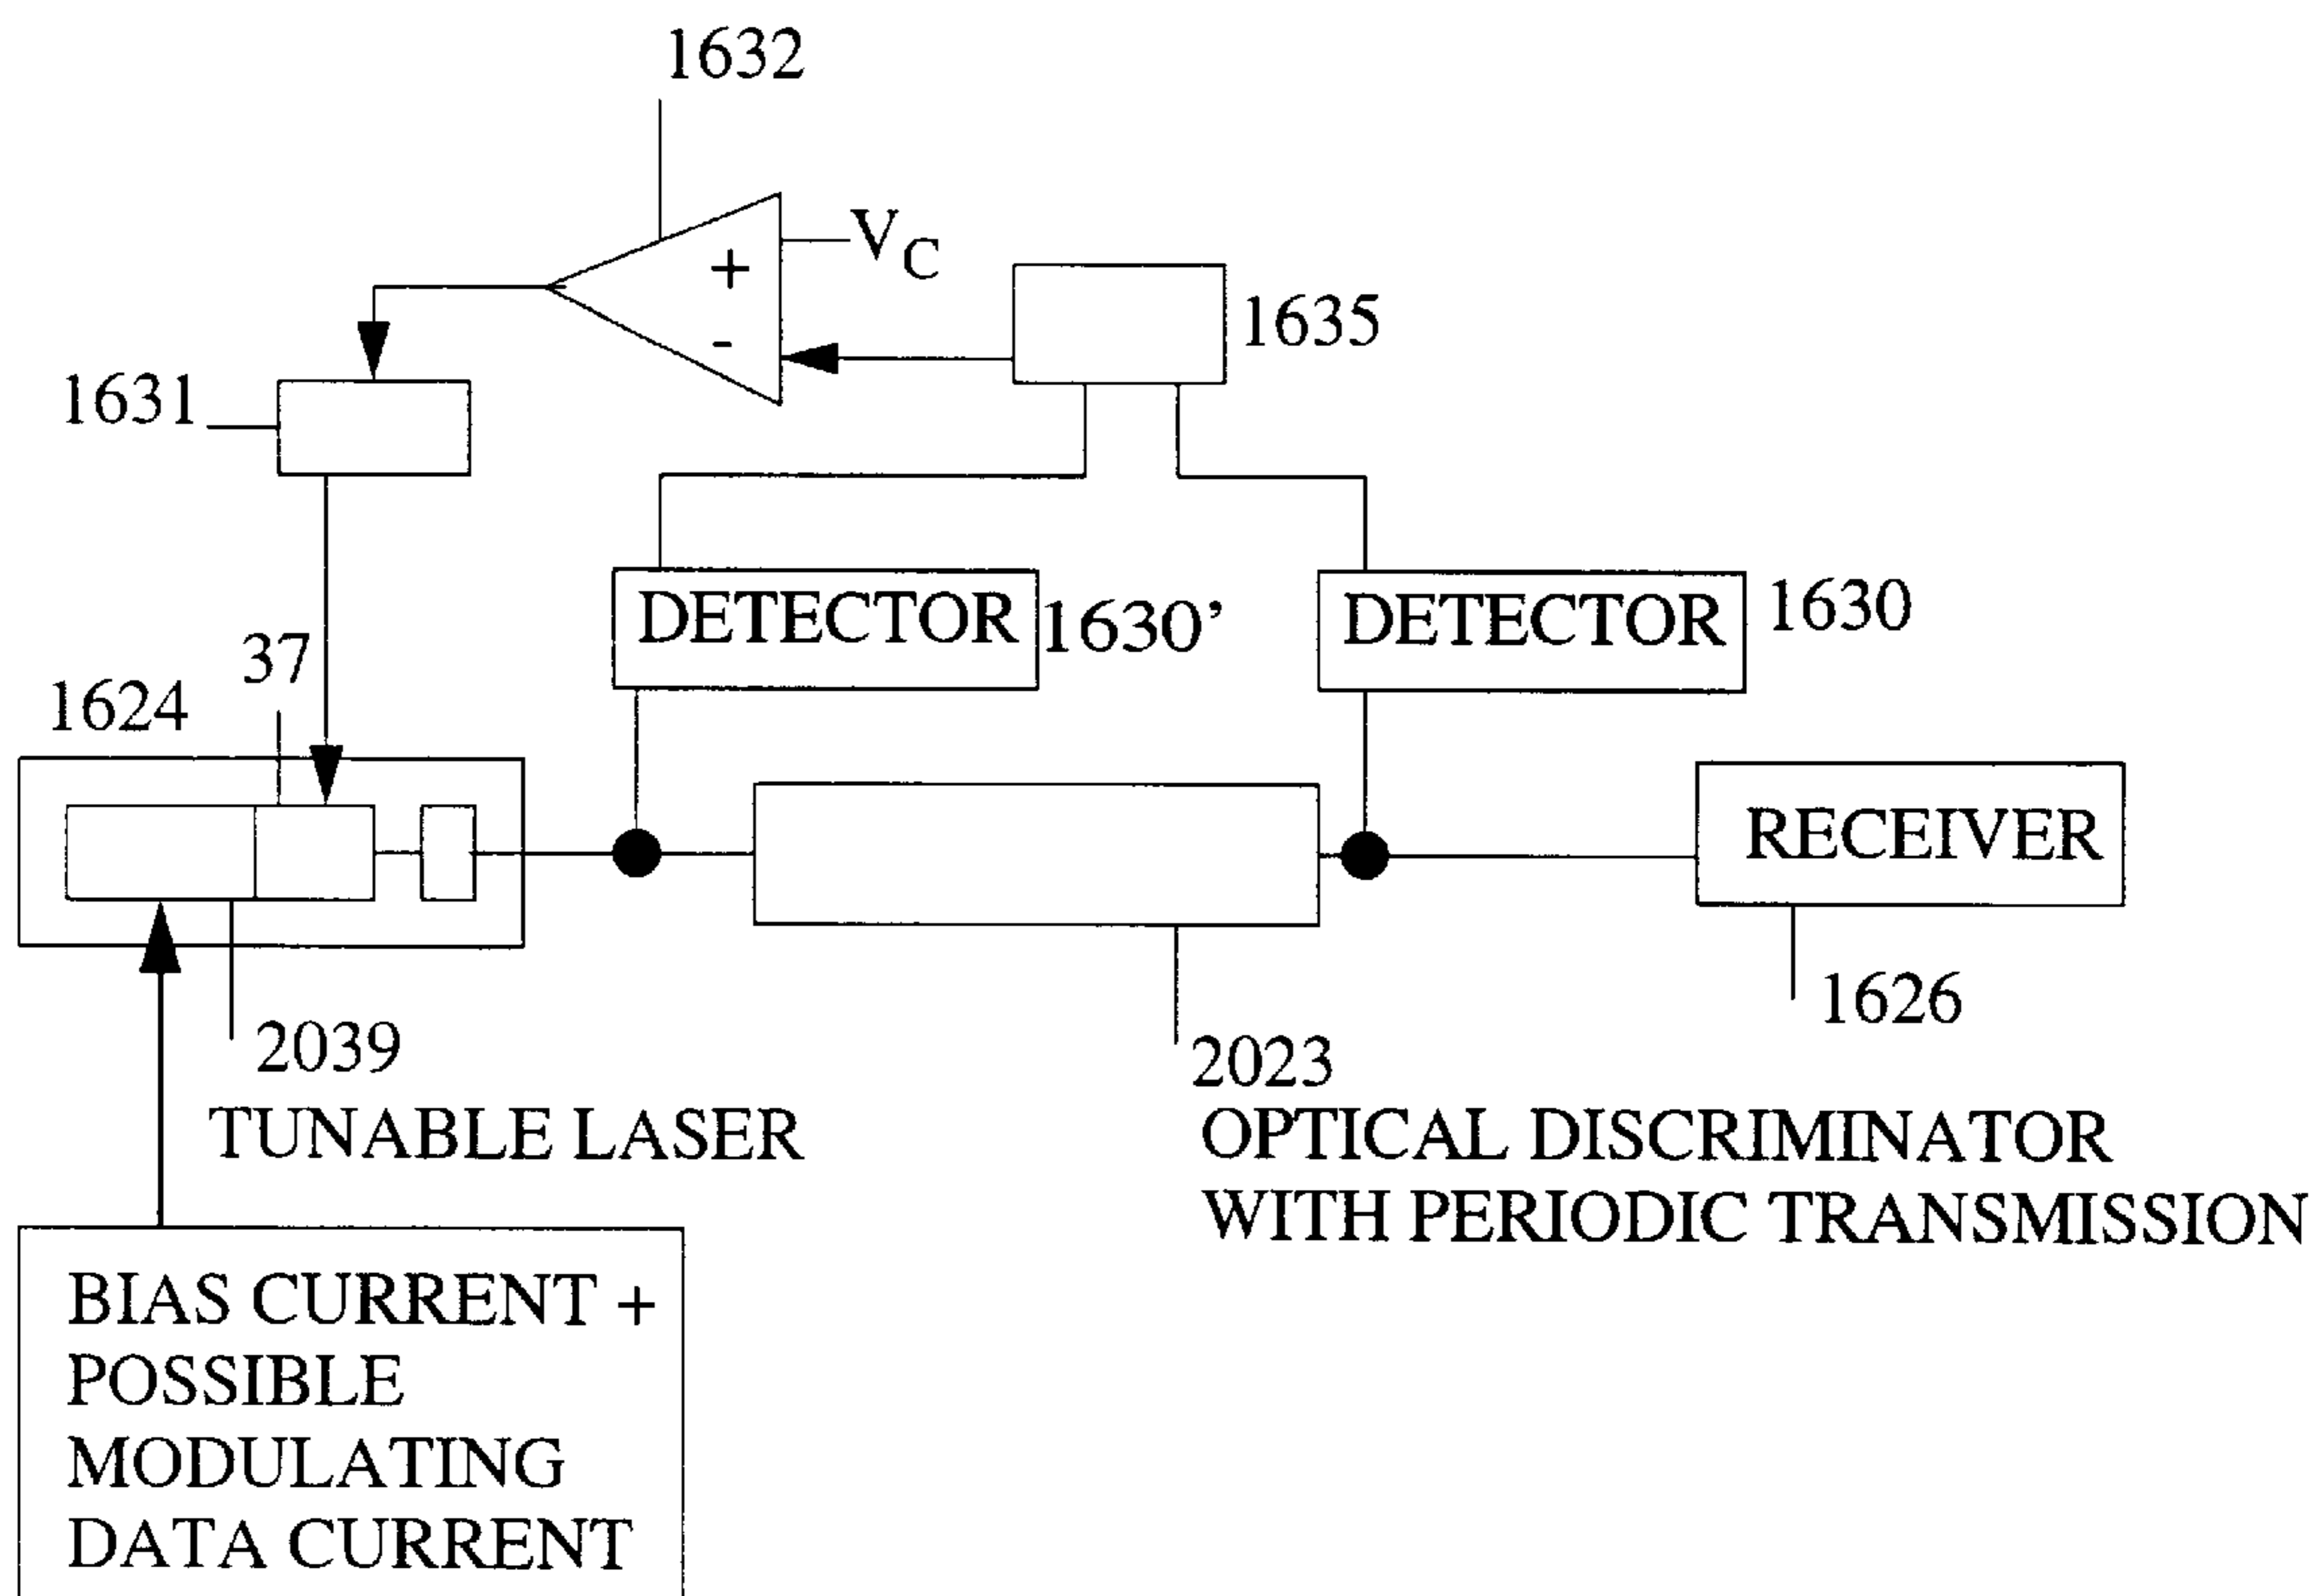 1632
+
V_C
-
1635
1631
DETECTOR
1630’
DETECTOR
1630
37
1624
RECEIVER
1626
2039
TUNABLE LASER
2023
OPTICAL DISCRIMINATOR
WITH PERIODIC TRANSMISSION
BIAS CURRENT +
POSSIBLE
MODULATING
DATA CURRENT